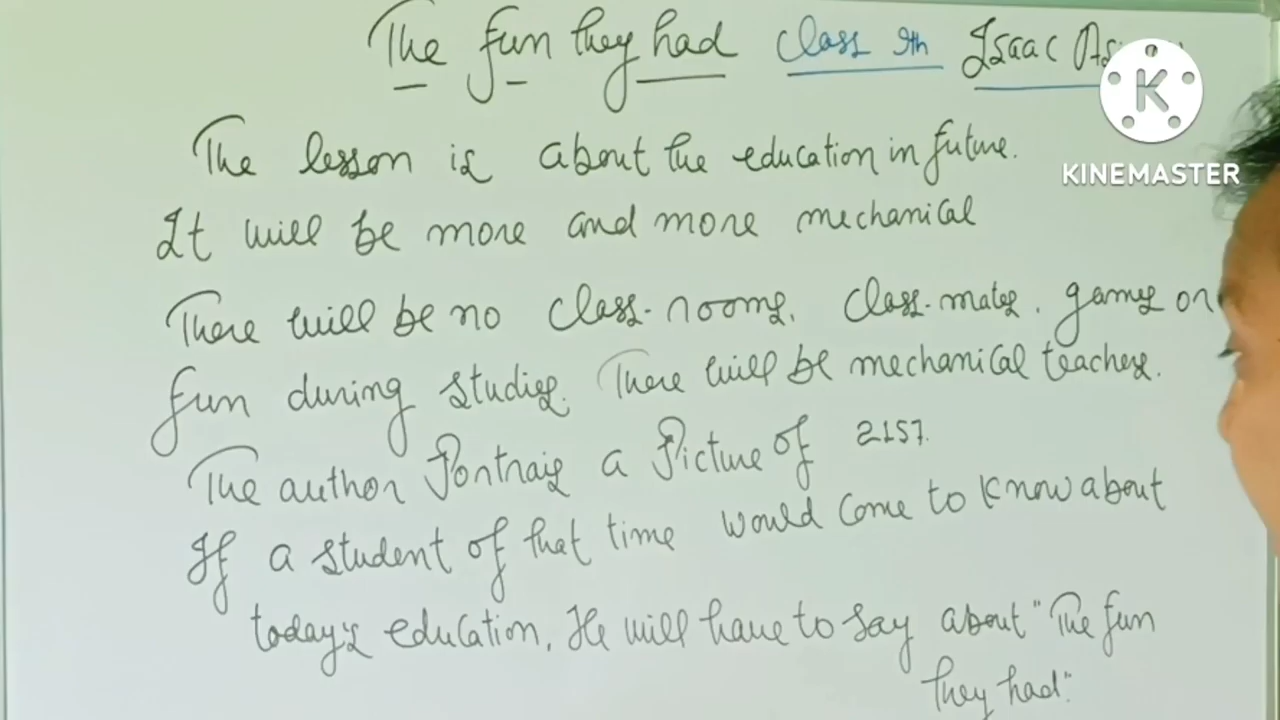 The fun they had class 9th Isaac
KINEMASTER
The lesson is about the education in future.
It will be more and more mechanical
There will be no class-rooms, class-mates, games or
fun during studies. There will be mechanical teachers.
The author Portrais a Picture of 2157.
If a student of that time would come to know about
today's education, He will have to say about "The fun
they had."